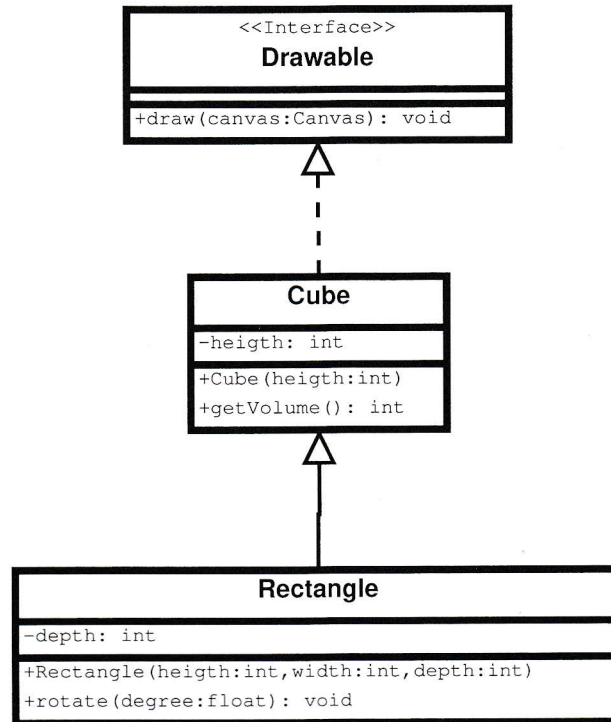 <<Interface>>
Drawable
+draw(canvas:Canvas): void
Cube
-heigth: int
+Cube(heigth:int)
+getVolume(): int
Rectangle
-depth: int
+Rectangle(heigth:int,width:int,depth:int)
+rotate(degree:float): void